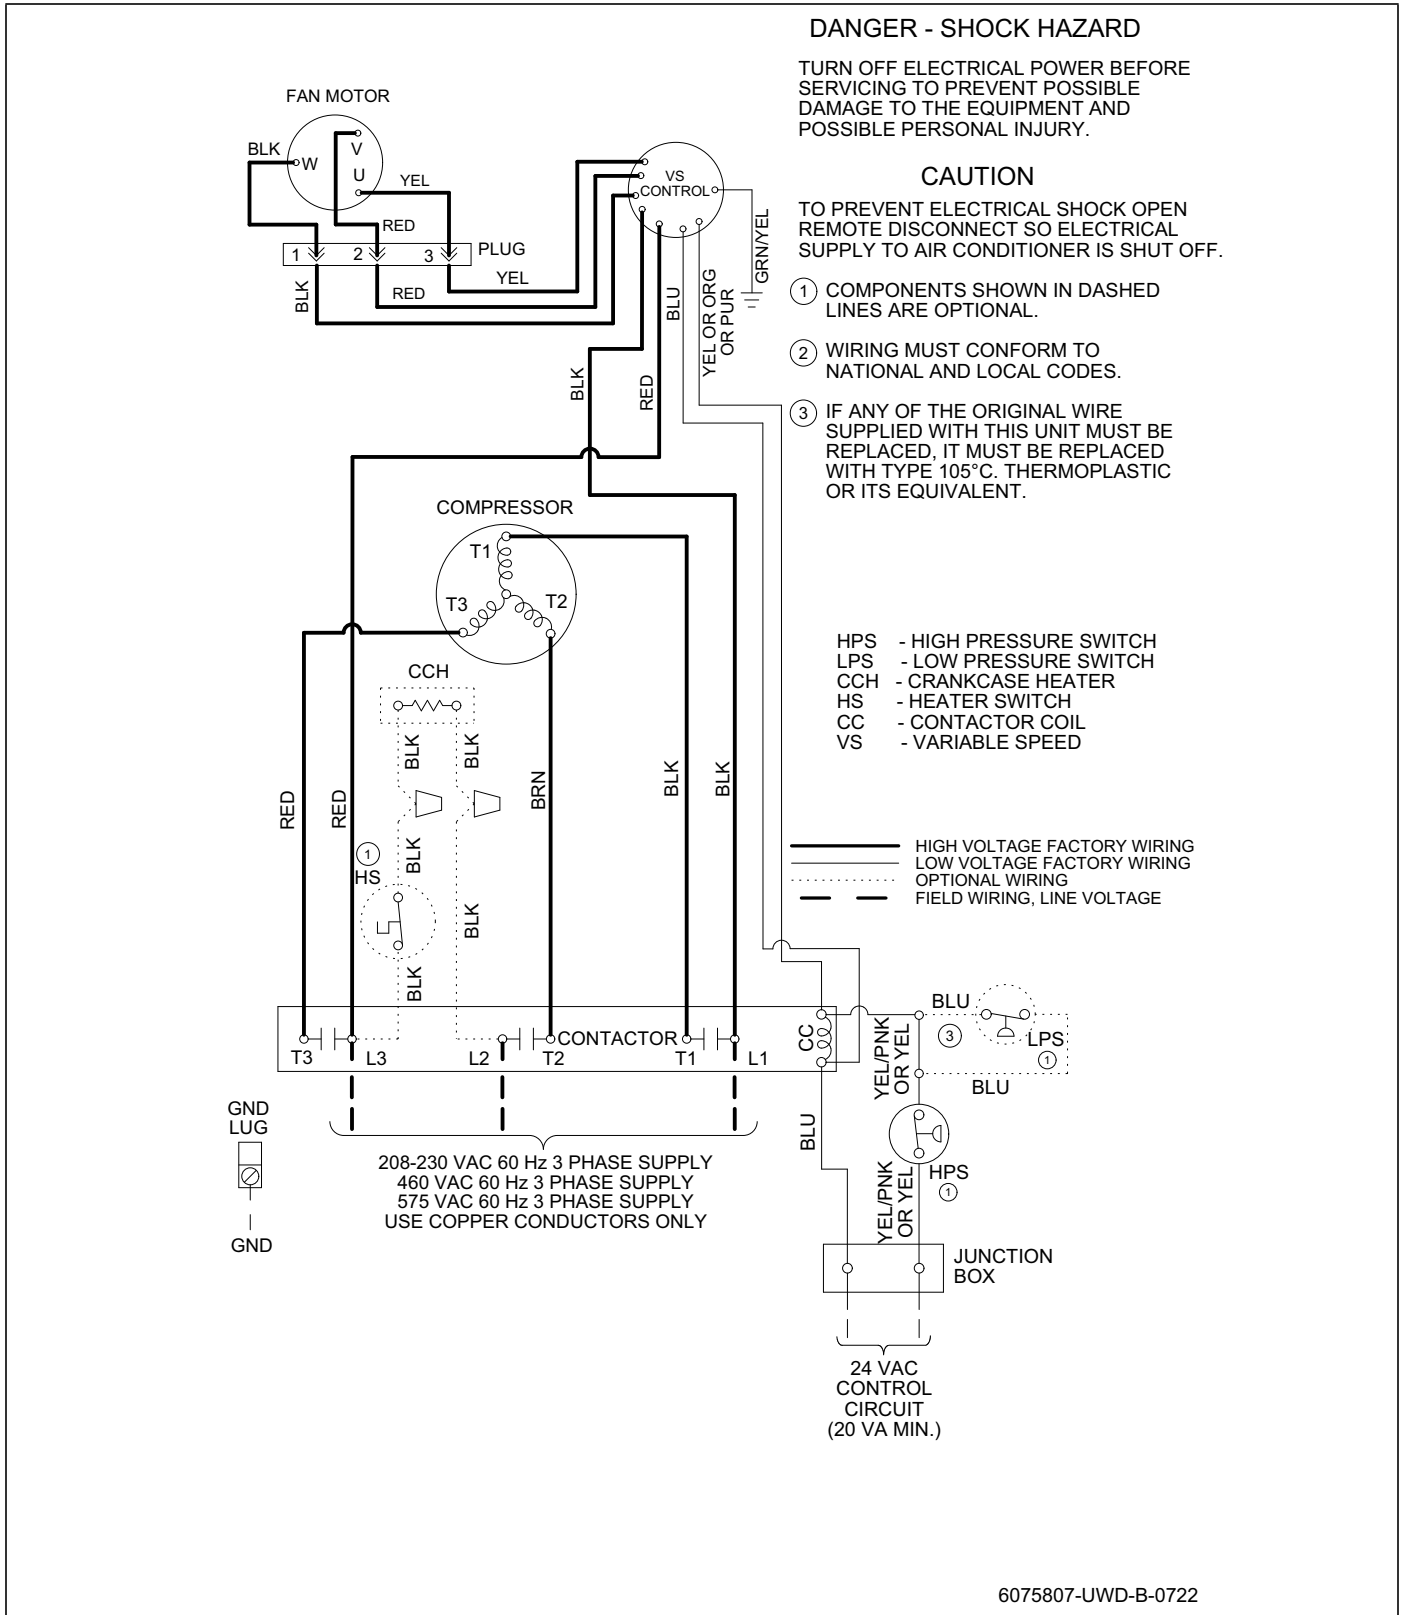 DANGER - SHOCK HAZARD
TURN OFF ELECTRICAL POWER BEFORE
SERVICING TO PREVENT POSSIBLE
DAMAGE TO THE EQUIPMENT AND
POSSIBLE PERSONAL INJURY.
CAUTION
TO PREVENT ELECTRICAL SHOCK OPEN
REMOTE DISCONNECT SO ELECTRICAL
SUPPLY TO AIR CONDITIONER IS SHUT OFF.
1 COMPONENTS SHOWN IN DASHED
LINES ARE OPTIONAL.
2 WIRING MUST CONFORM TO
NATIONAL AND LOCAL CODES.
3 IF ANY OF THE ORIGINAL WIRE
SUPPLIED WITH THIS UNIT MUST BE
REPLACED, IT MUST BE REPLACED
WITH TYPE 105°C. THERMOPLASTIC
OR ITS EQUIVALENT.
FAN MOTOR
BLK
W
V
U
YEL
RED
1
2
3
PLUG
YEL
RED
BLK
VS
CONTROL
GRN/YEL
BLU
YEL OR ORG
OR PUR
BLK
RED
COMPRESSOR
T1
T3
T2
CCH
BLK
BLK
RED
RED
BRN
BLK
BLK
1
HS
BLK
BLK
BLK
HPS - HIGH PRESSURE SWITCH
LPS - LOW PRESSURE SWITCH
CCH - CRANKCASE HEATER
HS - HEATER SWITCH
CC - CONTACTOR COIL
VS - VARIABLE SPEED
HIGH VOLTAGE FACTORY WIRING
LOW VOLTAGE FACTORY WIRING
OPTIONAL WIRING
FIELD WIRING, LINE VOLTAGE
T3
L3
L2
T2
CONTACTOR
T1
L1
CC
BLU
3
LPS
1
BLU
YEL/PNK
OR YEL
HPS
1
YEL/PNK
OR YEL
BLU
GND
LUG
GND
208-230 VAC 60 Hz 3 PHASE SUPPLY
460 VAC 60 Hz 3 PHASE SUPPLY
575 VAC 60 Hz 3 PHASE SUPPLY
USE COPPER CONDUCTORS ONLY
JUNCTION
BOX
24 VAC
CONTROL
CIRCUIT
(20 VA MIN.)
6075807-UWD-B-0722